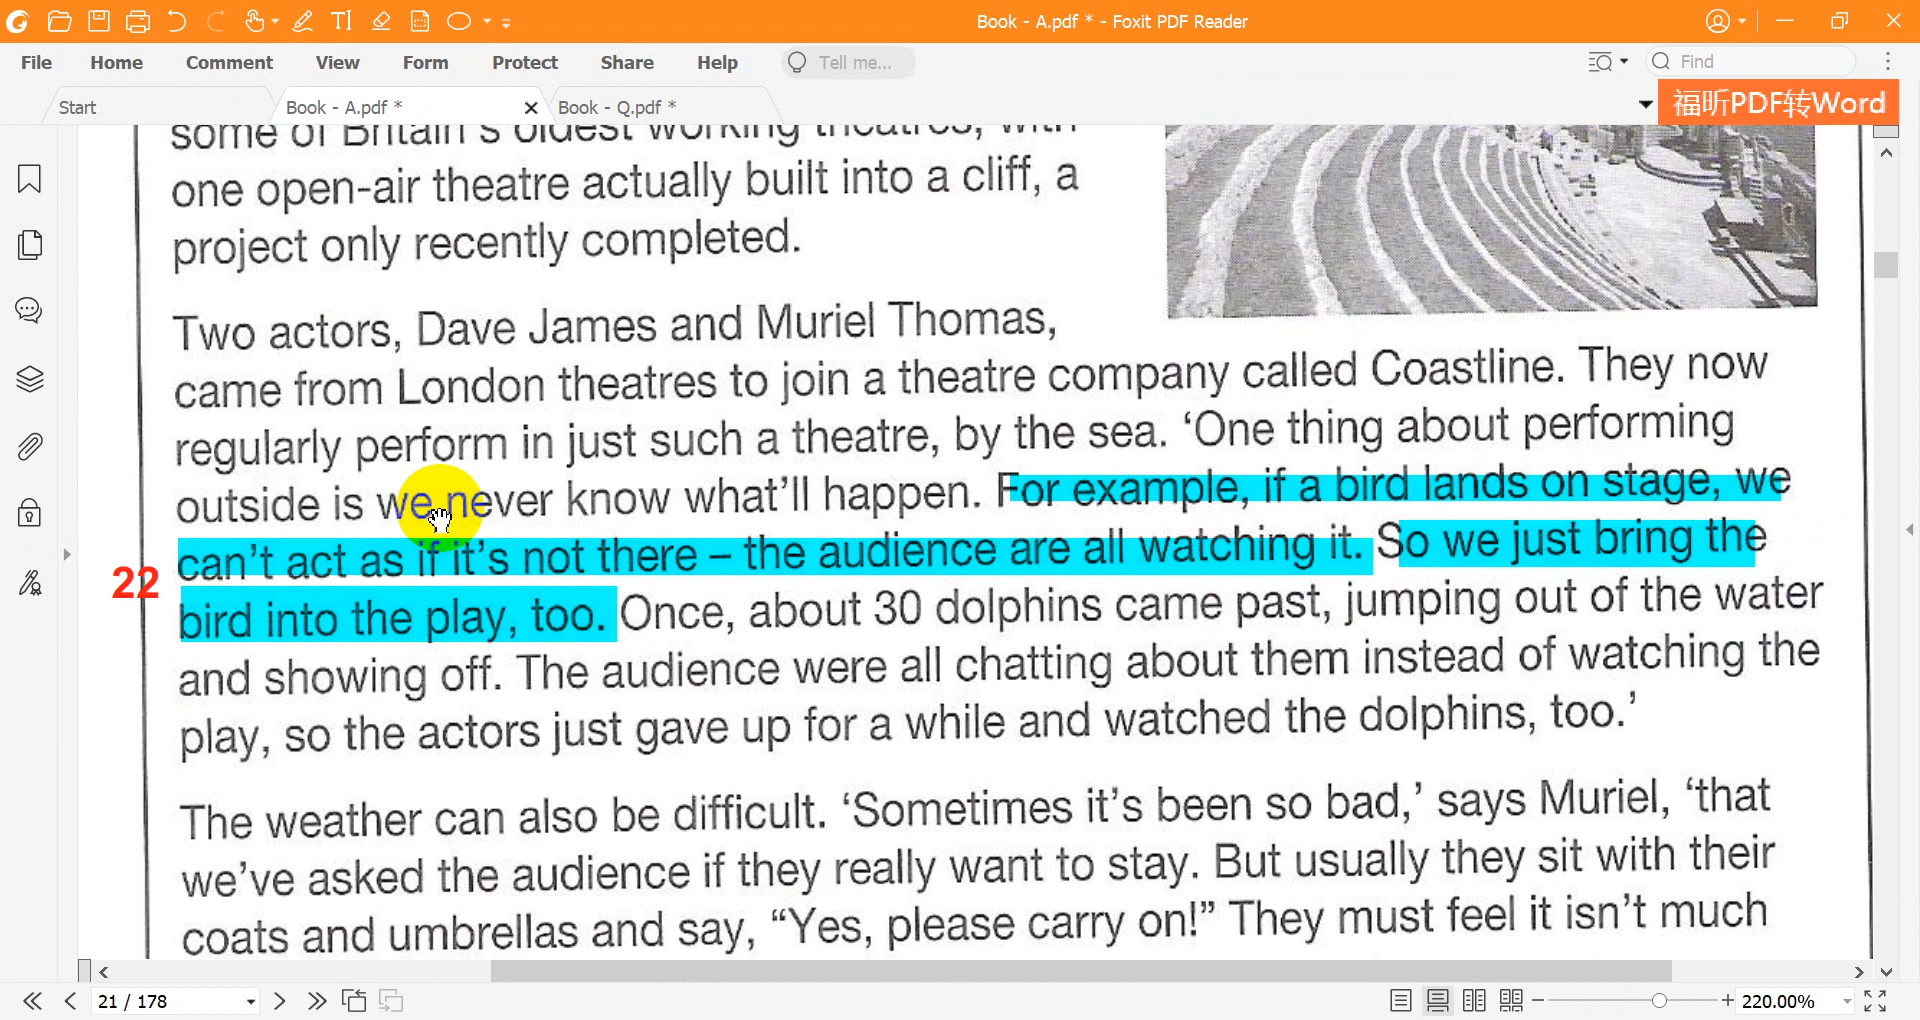 Book - A.pdf * - Foxit PDF Reader
File Home Comment View Form Protect Share Help Tell me... Find
Start Book - A.pdf * Book - Q.pdf * 福昕PDF转Word
some of Britain's oldest working theatres, with
one open-air theatre actually built into a cliff, a
project only recently completed.
Two actors, Dave James and Muriel Thomas,
came from London theatres to join a theatre company called Coastline. They now
regularly perform in just such a theatre, by the sea. ‘One thing about performing
outside is we never know what’ll happen. For example, if a bird lands on stage, we
can’t act as if it’s not there – the audience are all watching it. So we just bring the
22
bird into the play, too. Once, about 30 dolphins came past, jumping out of the water
and showing off. The audience were all chatting about them instead of watching the
play, so the actors just gave up for a while and watched the dolphins, too.’
The weather can also be difficult. ‘Sometimes it’s been so bad,’ says Muriel, ‘that
we’ve asked the audience if they really want to stay. But usually they sit with their
coats and umbrellas and say, “Yes, please carry on!” They must feel it isn’t much
21 / 178 220.00%